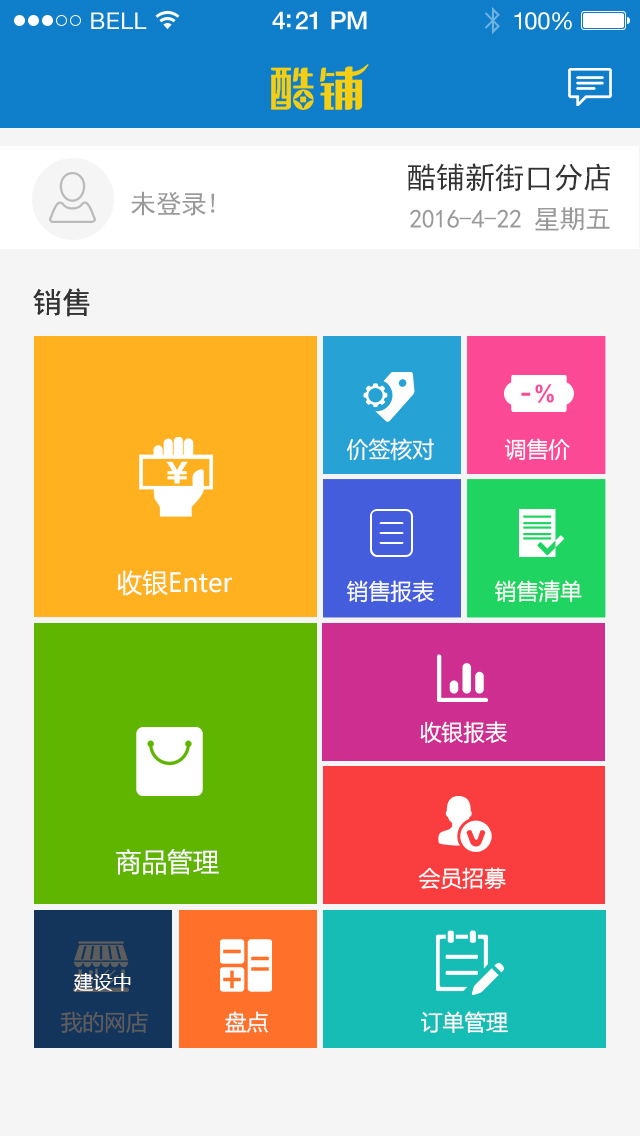 BELL 4:21 PM 100%
酷铺
未登录!
酷铺新街口分店
2016-4-22 星期五
销售
¥
收银Enter
价签核对
-%
调售价
销售报表
销售清单
商品管理
收银报表
V
会员招募
建设中
我的网店
盘点
订单管理